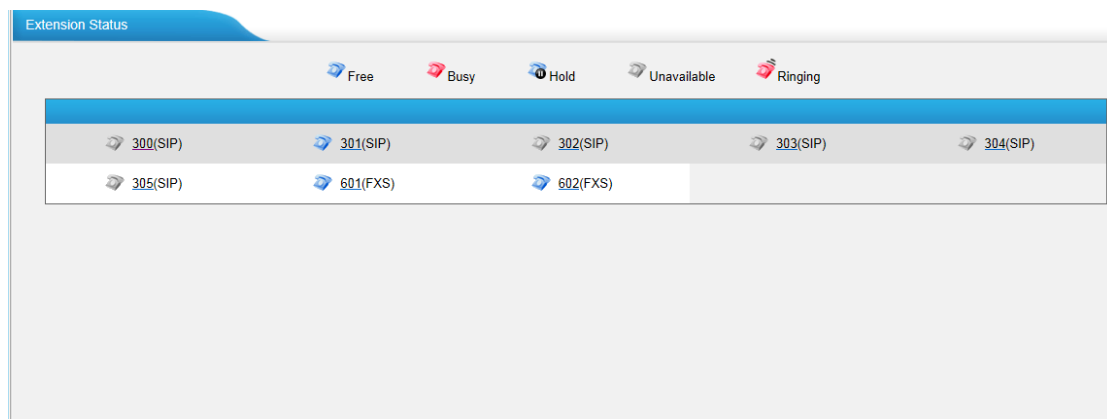 Extension Status
Free Busy Hold Unavailable Ringing
300(SIP) 301(SIP) 302(SIP) 303(SIP) 304(SIP)
305(SIP) 601(FXS) 602(FXS)